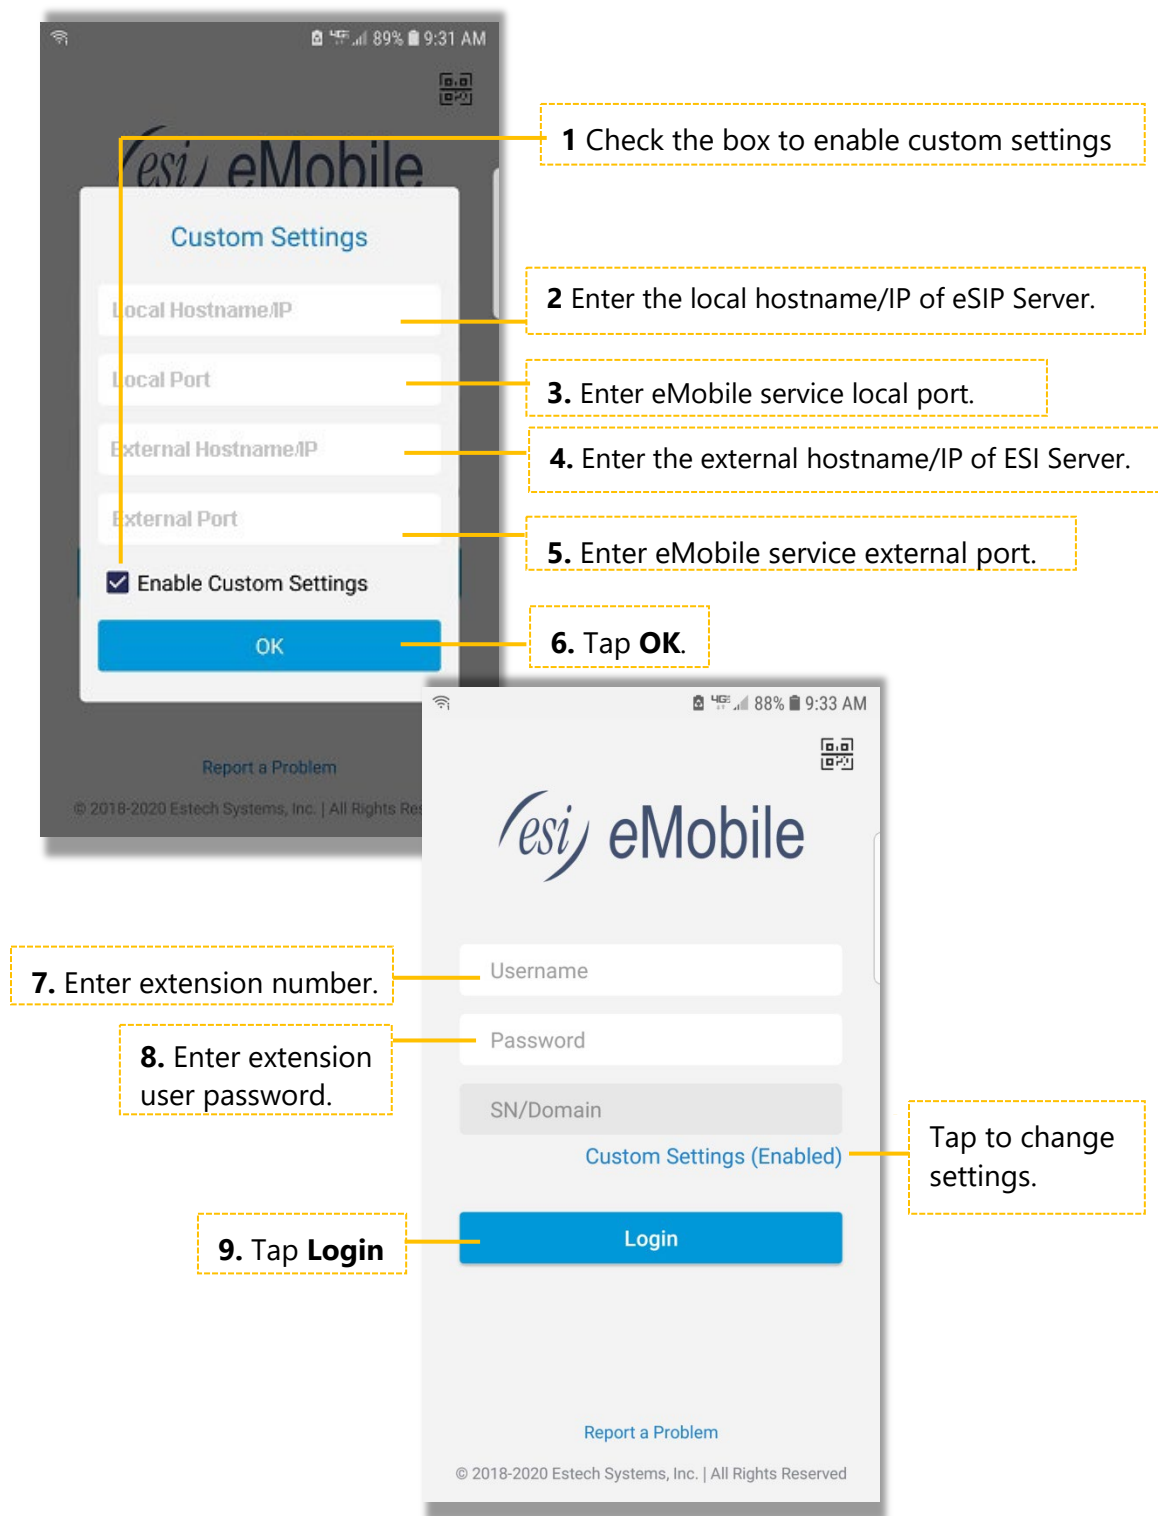 89% 9:31 AM
esi eMobile
1 Check the box to enable custom settings
Custom Settings
Local Hostname/IP
2 Enter the local hostname/IP of eSIP Server.
Local Port
3. Enter eMobile service local port.
External Hostname/IP
4. Enter the external hostname/IP of ESI Server.
External Port
5. Enter eMobile service external port.
Enable Custom Settings
OK
6. Tap OK.
4G 88% 9:33 AM
Report a Problem
© 2018-2020 Estech Systems, Inc. | All Rights Res
esi eMobile
7. Enter extension number.
Username
8. Enter extension
user password.
Password
SN/Domain
Custom Settings (Enabled)
Tap to change
settings.
9. Tap Login
Login
Report a Problem
© 2018-2020 Estech Systems, Inc. | All Rights Reserved